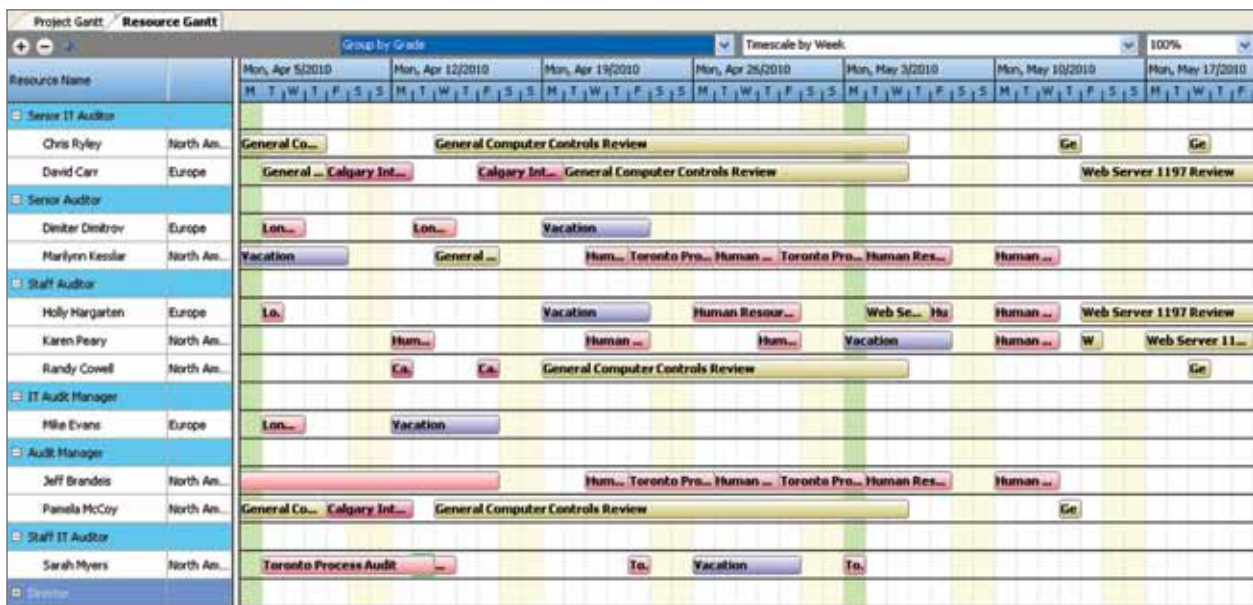 Project Gantt Resource Gantt
Group by Grade Timescale by Week 100%
Resource Name Mon, Apr 5/2010 Mon, Apr 12/2010 Mon, Apr 19/2010 Mon, Apr 26/2010 Mon, May 3/2010 Mon, May 10/2010 Mon, May 17/2010
M T W T F S S M T W T F S S M T W T F S S M T W T F S S M T W T F S S M T W T F S S M T W T F
Senior IT Auditor
Chris Ryley North Am... General Co... General Computer Controls Review Ge Ge
David Carr Europe General ... Calgary Int... Calgary Int... General Computer Controls Review Web Server 1197 Review
Senior Auditor
Dimiter Dimitrov Europe Lon... Lon... Vacation
Marilynn Kesslar North Am... Vacation General ... Hum... Toronto Pro... Human ... Toronto Pro... Human Res... Human ...
Staff Auditor
Holly Hargarten Europe Lo. Vacation Human Resour... Web Se... Hu Human ... Web Server 1197 Review
Karen Peary North Am... Hum... Human ... Hum... Vacation Human ... W Web Server 11...
Randy Cowell North Am... Ca. Ca. General Computer Controls Review Ge
IT Audit Manager
Mike Evans Europe Lon... Vacation
Audit Manager
Jeff Brandeis North Am... Hum... Toronto Pro... Human ... Toronto Pro... Human Res... Human ...
Pamela McCoy North Am... General Co... Calgary Int... General Computer Controls Review Ge
Staff IT Auditor
Sarah Myers North Am... Toronto Process Audit ... To. Vacation To.
Director